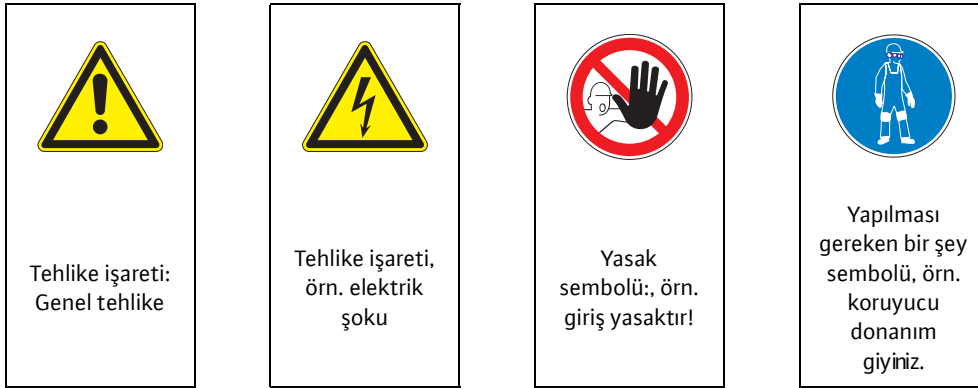 Tehlike işareti:
Genel tehlike
Tehlike işareti,
örn. elektrik
şoku
Yasak
sembolü:, örn.
giriş yasaktır!
Yapılması
gereken bir şey
sembolü, örn.
koruyucu
donanım
giyiniz.